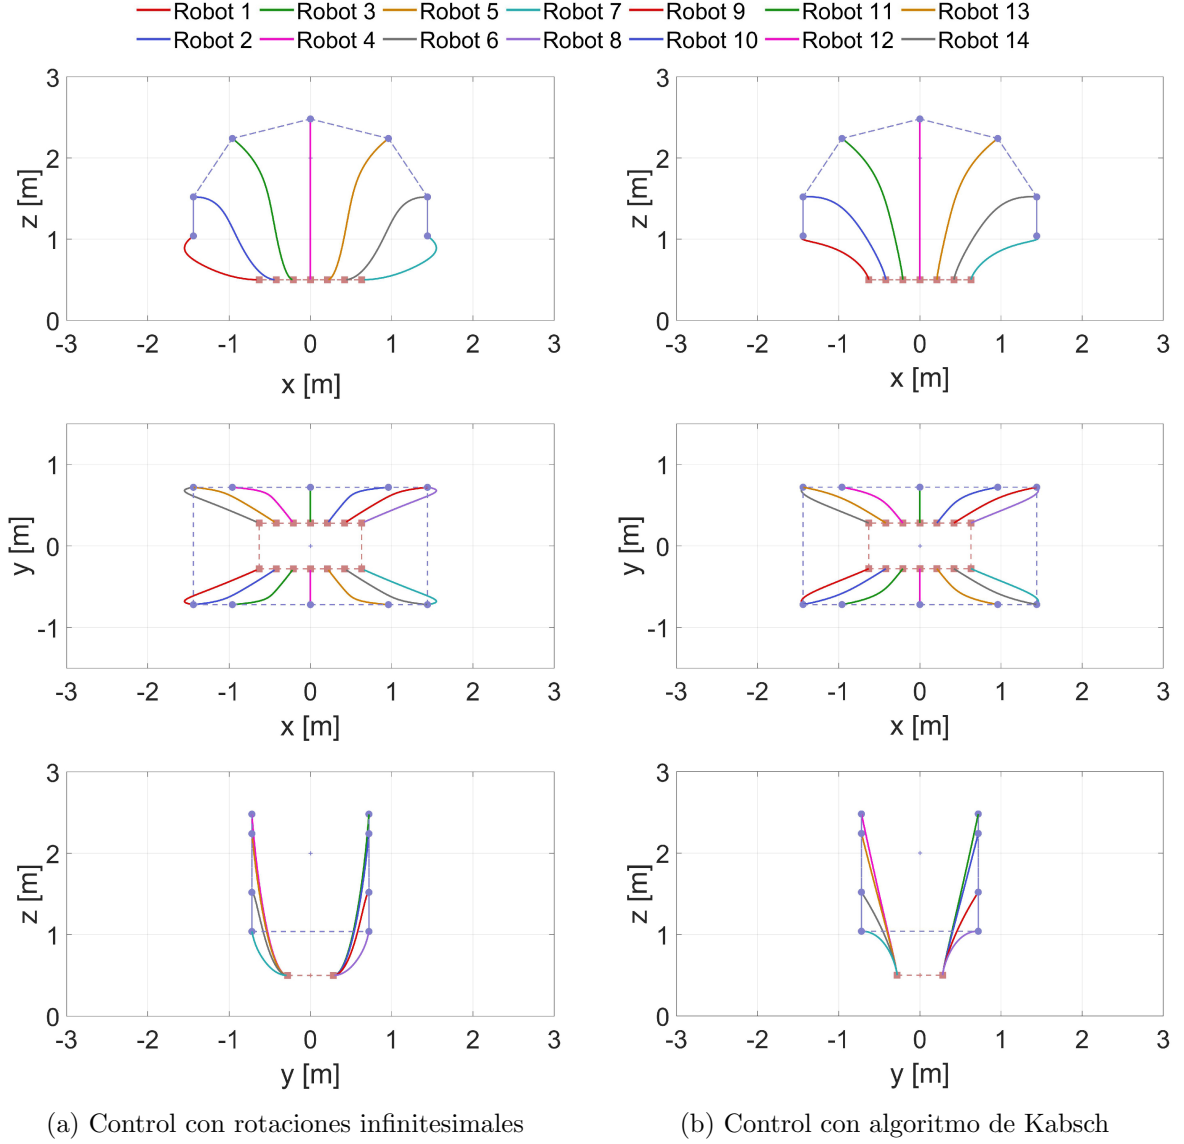 Robot 1 Robot 3 Robot 5 Robot 7 Robot 9 Robot 11 Robot 13
Robot 2 Robot 4 Robot 6 Robot 8 Robot 10 Robot 12 Robot 14
3
2
1
0
z [m]
-3 -2 -1 0 1 2 3
x [m]
3
2
1
0
z [m]
-3 -2 -1 0 1 2 3
x [m]
1
0
-1
y [m]
-3 -2 -1 0 1 2 3
x [m]
1
0
-1
y [m]
-3 -2 -1 0 1 2 3
x [m]
3
2
1
0
z [m]
-3 -2 -1 0 1 2 3
y [m]
3
2
1
0
z [m]
-3 -2 -1 0 1 2 3
y [m]
(a) Control con rotaciones infinitesimales
(b) Control con algoritmo de Kabsch